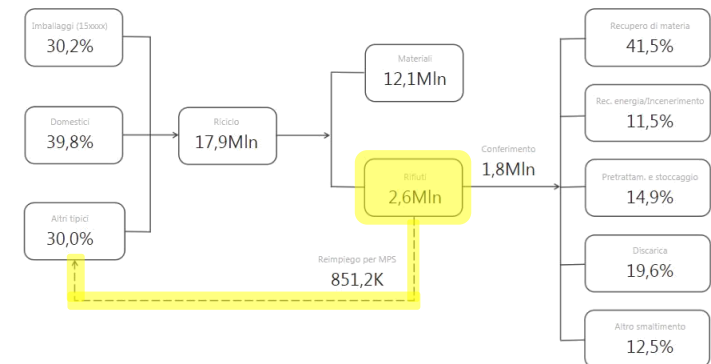 Imballaggi (15xxxx)
30,2%
Domestici
39,8%
Altri tipici
30,0%
Riciclo
17,9Mln
Materiali
12,1Mln
Rifiuti
2,6Mln
Reimpiego per MPS
851,2K
Conferimento
1,8Mln
Recupero di materia
41,5%
Rec. energia/Incenerimento
11,5%
Pretrattam. e stoccaggio
14,9%
Discarica
19,6%
Altro smaltimento
12,5%